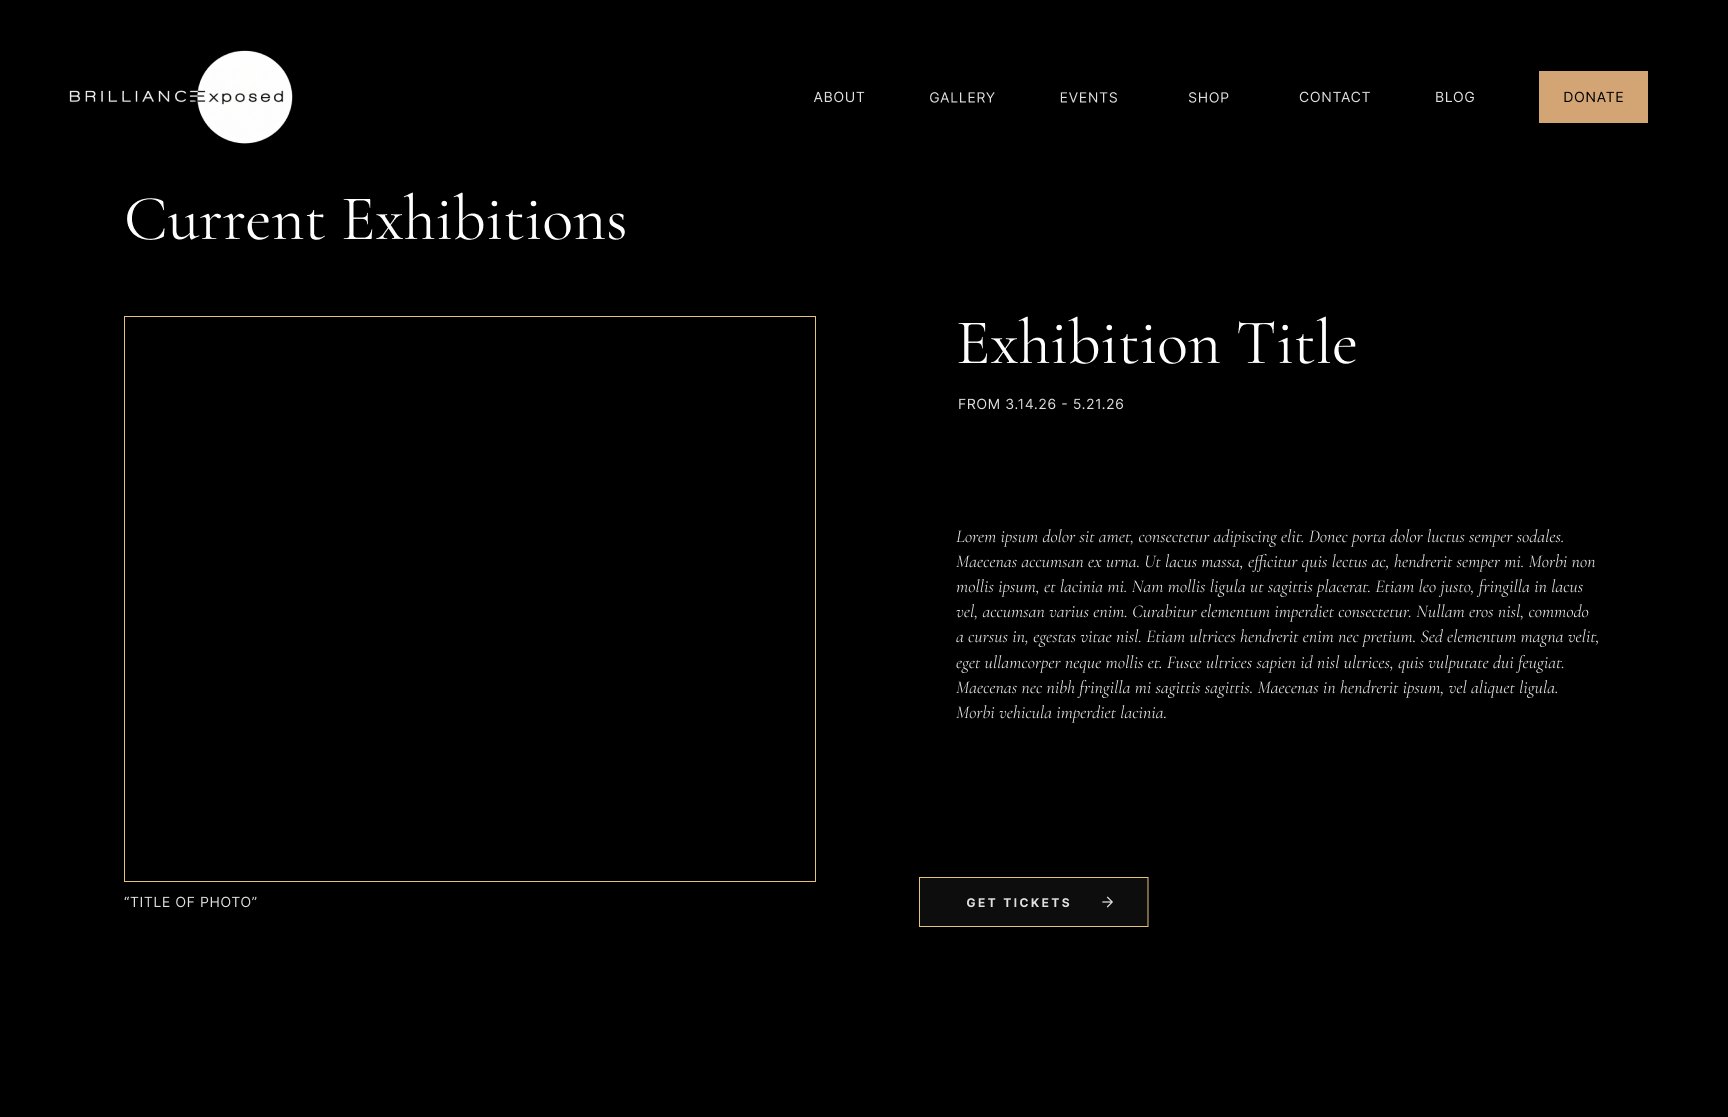 BRILLIANCExposed
ABOUT
GALLERY
EVENTS
SHOP
CONTACT
BLOG
DONATE
Current Exhibitions
Exhibition Title
FROM 3.14.26 - 5.21.26
Lorem ipsum dolor sit amet, consectetur adipiscing elit. Donec porta dolor luctus semper sodales.
Maecenas accumsan ex urna. Ut lacus massa, efficitur quis lectus ac, hendrerit semper mi. Morbi non
mollis ipsum, et lacinia mi. Nam mollis ligula ut sagittis placerat. Etiam leo justo, fringilla in lacus
vel, accumsan varius enim. Curabitur elementum imperdiet consectetur. Nullam eros nisl, commodo
a cursus in, egestas vitae nisl. Etiam ultrices hendrerit enim nec pretium. Sed elementum magna velit,
eget ullamcorper neque mollis et. Fusce ultrices sapien id nisl ultrices, quis vulputate dui feugiat.
Maecenas nec nibh fringilla mi sagittis sagittis. Maecenas in hendrerit ipsum, vel aliquet ligula.
Morbi vehicula imperdiet lacinia.
“TITLE OF PHOTO”
GET TICKETS →